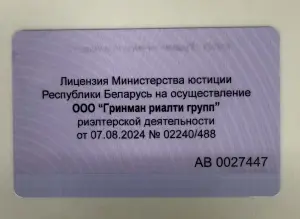 Лицензия Министерства юстиции
Республики Беларусь на осуществление
ООО “Гринман риалти групп”
риэлтерской деятельности
от 07.08.2024 № 02240/488
АВ 0027447